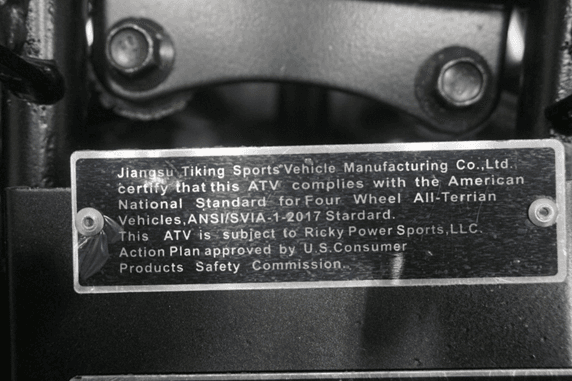 Jiangsu Tiking Sports Vehicle Manufacturing Co.,Ltd.
certify that this ATV complies with the American
National Standard for Four Wheel All-Terrian
Vehicles,ANSI/SVIA-1-2017 Stardard.
This ATV is subject to Ricky Power Sports,LLC.
Action Plan approved by U.S.Consumer
Products Safety Commission.